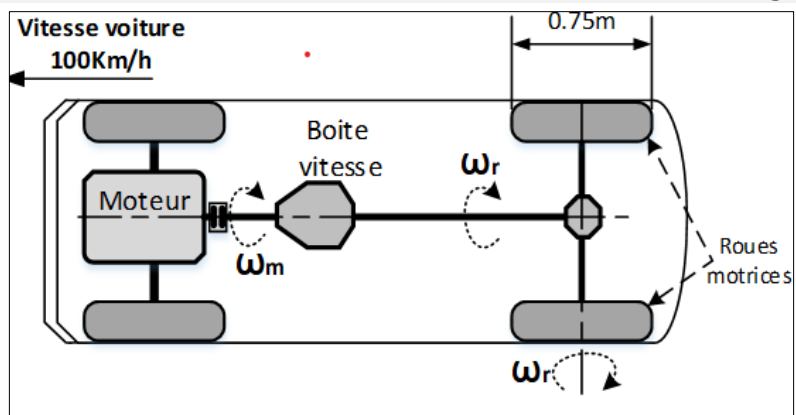 Vitesse voiture
100Km/h
0.75m
Boite
vitesse
Moteur
ωr
ωm
Roues
motrices
ωr